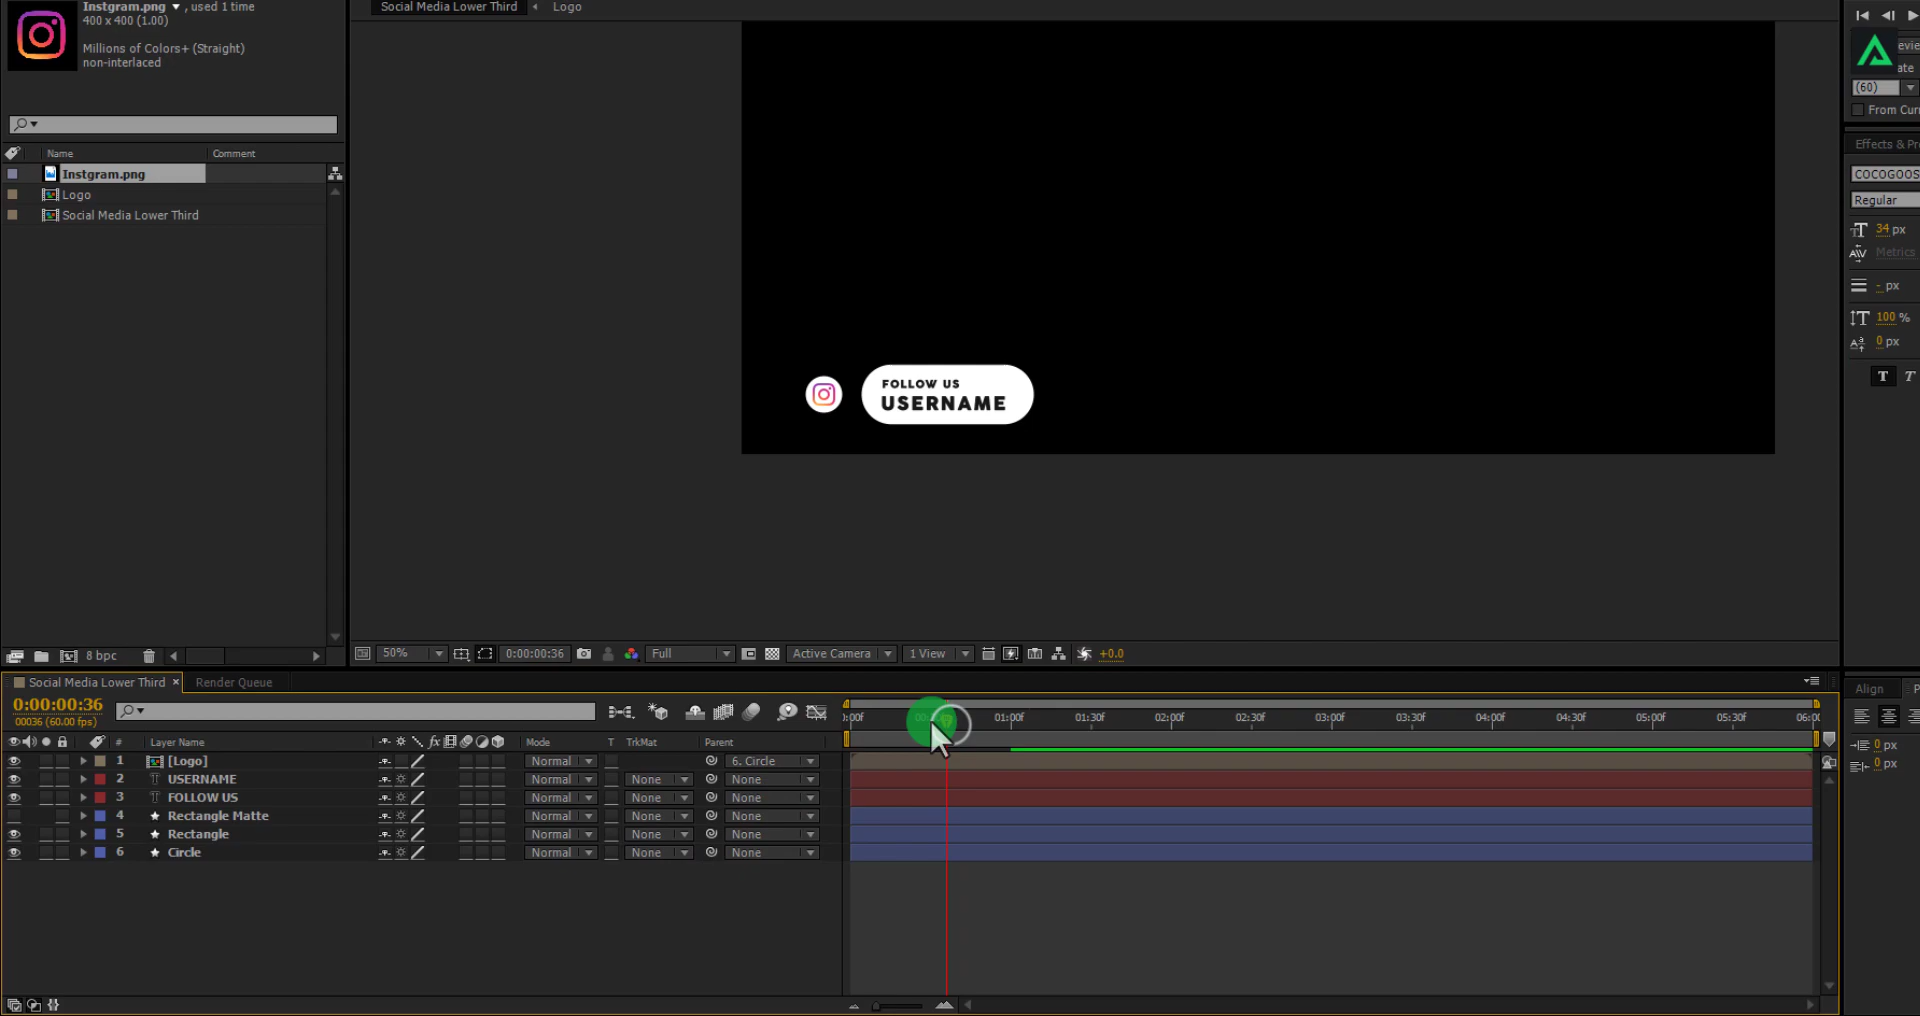 Instgram.png ▼ , used 1 time
400 x 400 (1.00)
Millions of Colors+ (Straight)
non-interlaced
Name Comment
Instgram.png
Logo
Social Media Lower Third
8 bpc
Social Media Lower Third Logo
FOLLOW US
USERNAME
50% 0:00:00:36 Full Active Camera 1 View +0.0
(60)
From Curr
Effects & Pr
COCOGOOS
Regular
34 px
Metrics
- px
100 %
0 px
T T
Social Media Lower Third × Render Queue
0:00:00:36
00036 (60.00 fps)
01:00f 01:30f 02:00f 02:30f 03:00f 03:30f 04:00f 04:30f 05:00f 05:30f
# Layer Name Mode T TrkMat Parent
1 [Logo] Normal 6. Circle
2 T USERNAME Normal None None
3 T FOLLOW US Normal None None
4 Rectangle Matte Normal None None
5 Rectangle Normal None None
6 Circle Normal None None
Align
0 px
0 px